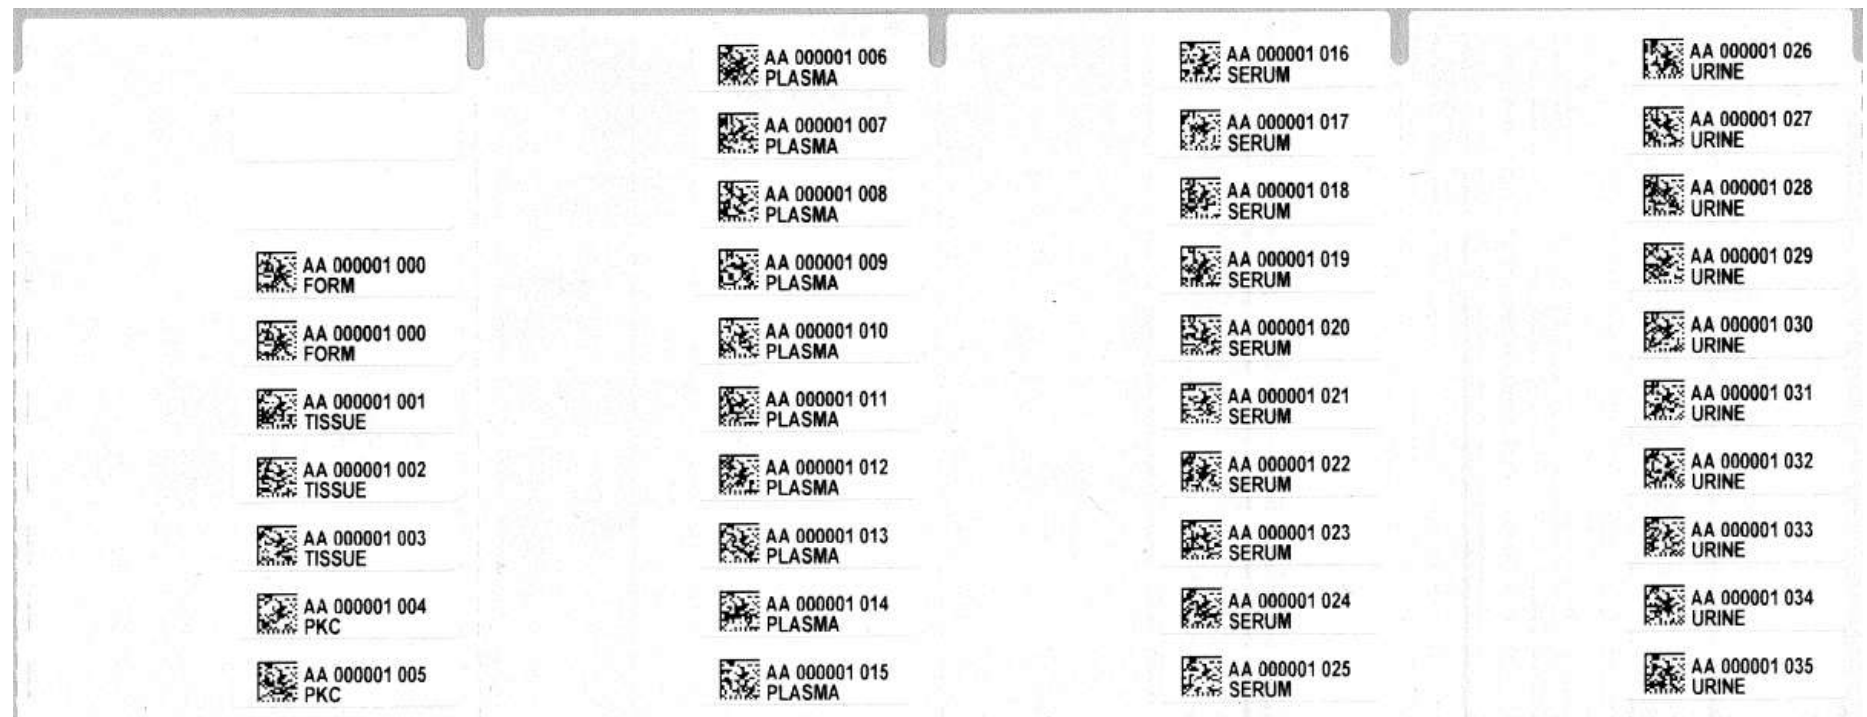 AA 000001 000
FORM
AA 000001 000
FORM
AA 000001 001
TISSUE
AA 000001 002
TISSUE
AA 000001 003
TISSUE
AA 000001 004
PKC
AA 000001 005
PKC
AA 000001 006
PLASMA
AA 000001 007
PLASMA
AA 000001 008
PLASMA
AA 000001 009
PLASMA
AA 000001 010
PLASMA
AA 000001 011
PLASMA
AA 000001 012
PLASMA
AA 000001 013
PLASMA
AA 000001 014
PLASMA
AA 000001 015
PLASMA
AA 000001 016
SERUM
AA 000001 017
SERUM
AA 000001 018
SERUM
AA 000001 019
SERUM
AA 000001 020
SERUM
AA 000001 021
SERUM
AA 000001 022
SERUM
AA 000001 023
SERUM
AA 000001 024
SERUM
AA 000001 025
SERUM
AA 000001 026
URINE
AA 000001 027
URINE
AA 000001 028
URINE
AA 000001 029
URINE
AA 000001 030
URINE
AA 000001 031
URINE
AA 000001 032
URINE
AA 000001 033
URINE
AA 000001 034
URINE
AA 000001 035
URINE